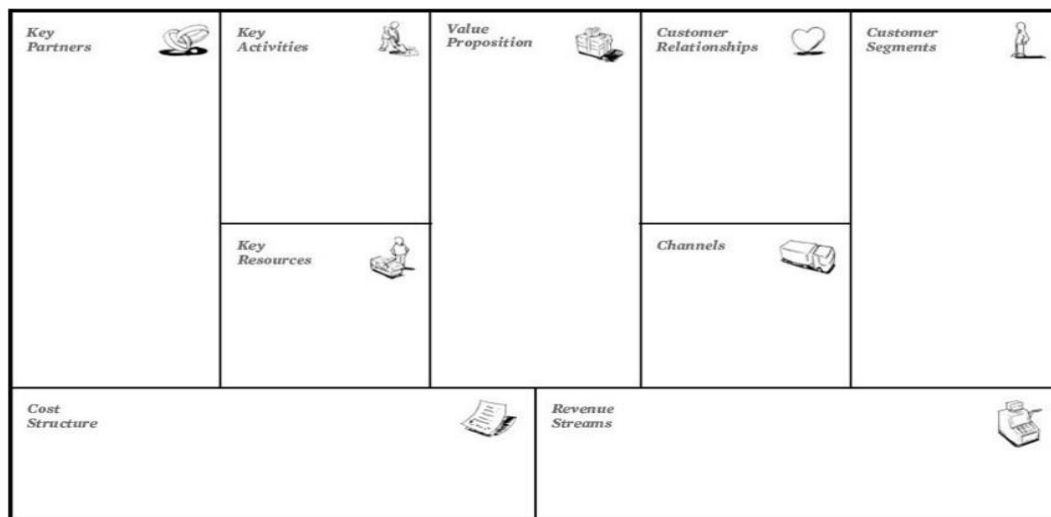 Key
Partners
Key
Activities
Value
Proposition
Customer
Relationships
Customer
Segments
Key
Resources
Channels
Cost
Structure
Revenue
Streams